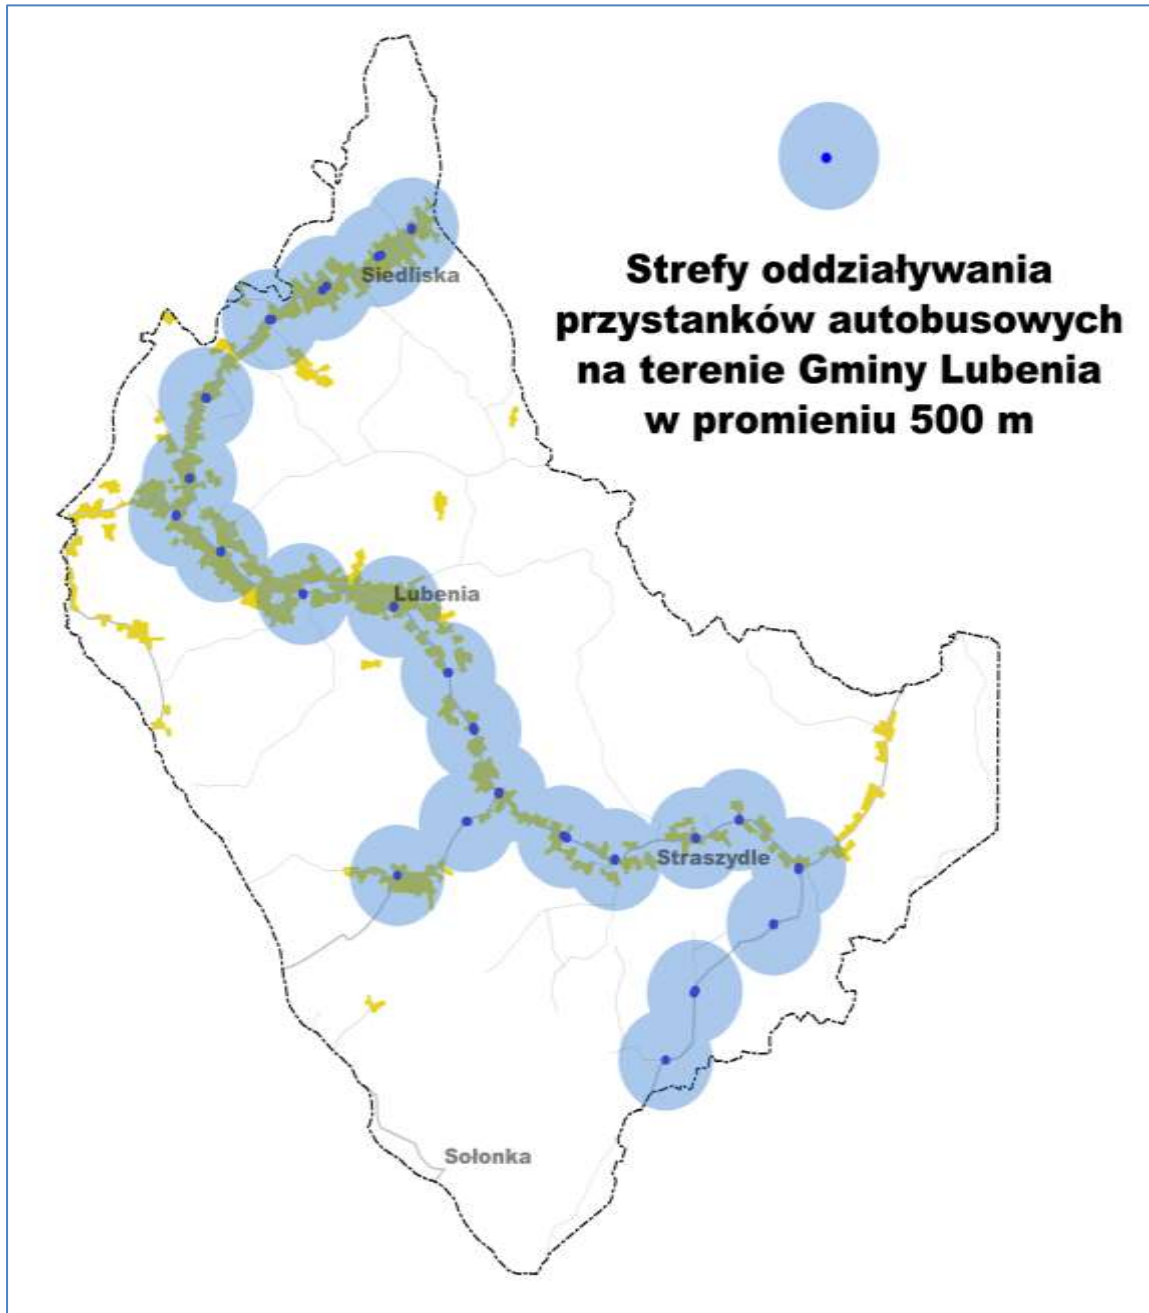 Siedliska
Strefy oddziaływania
przystanków autobusowych
na terenie Gminy Lubenia
w promieniu 500 m
Lubenia
Straszydle
Sołonka